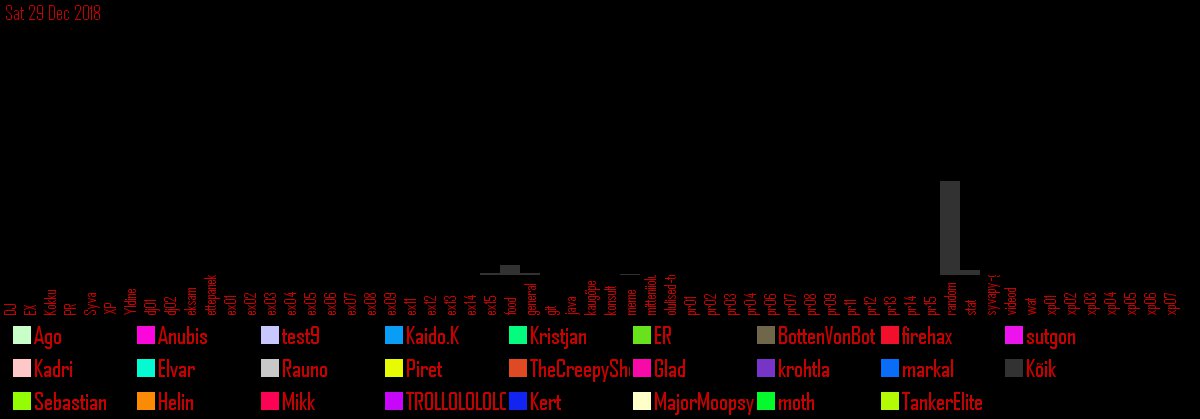 Sat 29 Dec 2018
DJ EX Kokku PR Syva XP Yldine dj01 dj02 eksam ettepanek ex01 ex02 ex03 ex04 ex05 ex06 ex07 ex08 ex09 ex11 ex12 ex13 ex14 ex15 food general git java kaugõpe konsult meme mitteniilol olulised-t pr01 pr02 pr03 pr04 pr06 pr07 pr08 pr09 pr11 pr12 pr13 pr14 pr15 random stat syvapy-t videod wat xp01 xp02 xp03 xp04 xp05 xp06 xp07
Ago Anubis test9 Kaido.K Kristjan ER BottenVonBot firehax sutgon
Kadri Elvar Rauno Piret TheCreepySh Glad krohtla markal Kõik
Sebastian Helin Mikk TROLLOLOLOLO Kert MajorMoopsy moth TankerElite